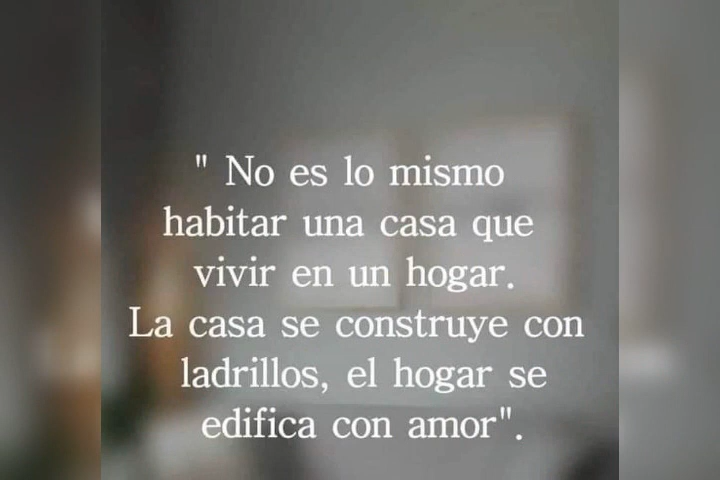 " No es lo mismo
habitar una casa que
vivir en un hogar.
La casa se construye con
ladrillos, el hogar se
edifica con amor".